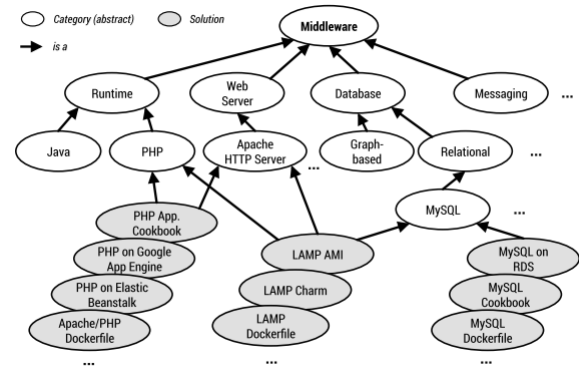 Category (abstract)
Solution
is a
Middleware
Runtime
Web
Server
Database
Messaging
...
Java
PHP
Apache
HTTP Server
...
Graph-
based
Relational
...
MySQL
...
PHP App.
Cookbook
PHP on Google
App Engine
PHP on Elastic
Beanstalk
Apache/PHP
Dockerfile
...
LAMP AMI
LAMP Charm
LAMP
Dockerfile
...
MySQL on
RDS
MySQL
Cookbook
MySQL
Dockerfile
...